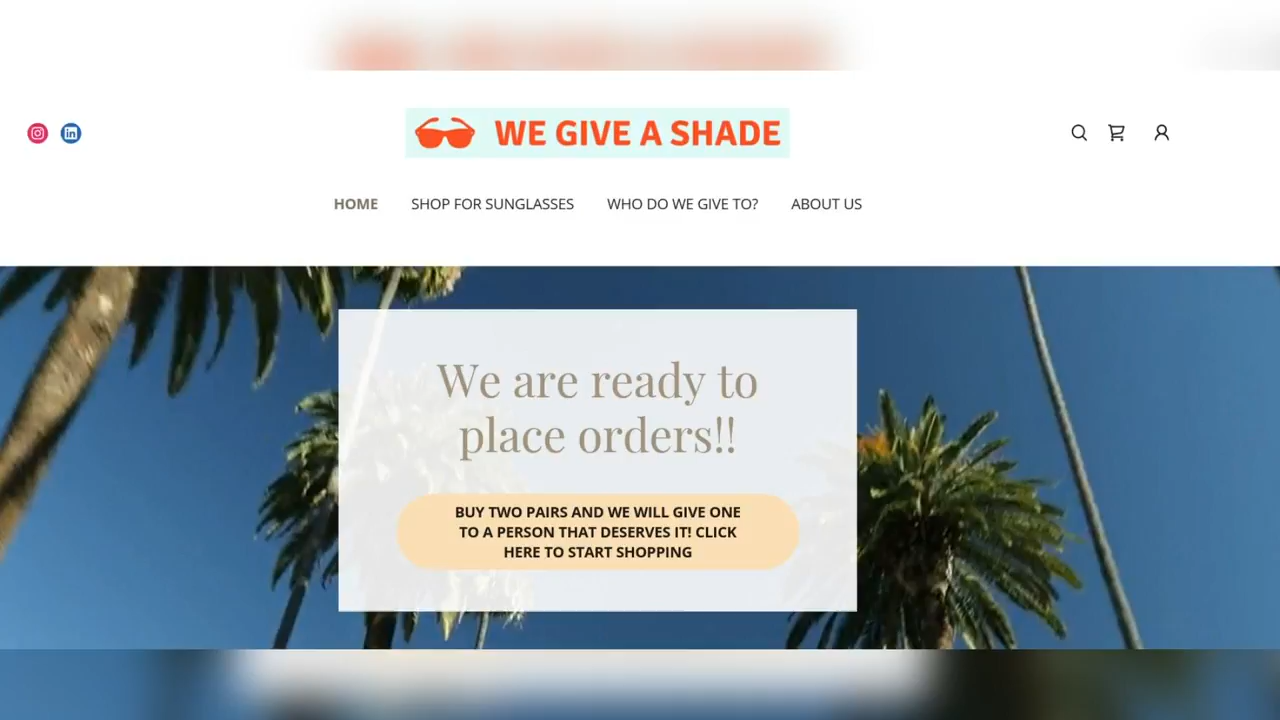 WE GIVE A SHADE
HOME SHOP FOR SUNGLASSES WHO DO WE GIVE TO? ABOUT US
We are ready to
place orders!!
BUY TWO PAIRS AND WE WILL GIVE ONE
TO A PERSON THAT DESERVES IT! CLICK
HERE TO START SHOPPING